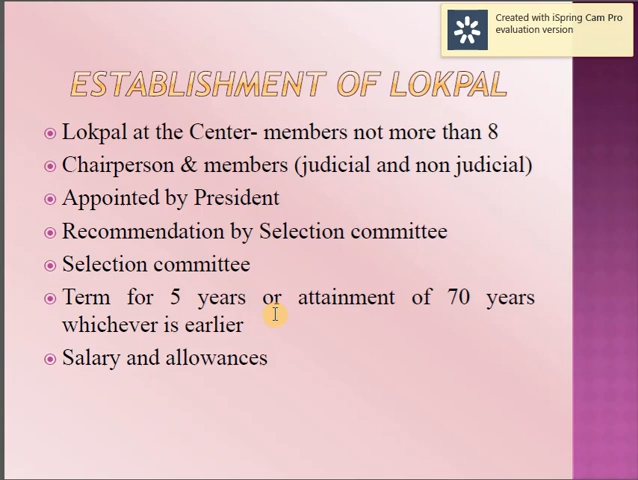 Created with iSpring Cam Pro
evaluation version
ESTABLISHMENT OF LOKPAL
Lokpal at the Center- members not more than 8
Chairperson & members (judicial and non judicial)
Appointed by President
Recommendation by Selection committee
Selection committee
Term for 5 years or attainment of 70 years
whichever is earlier
Salary and allowances